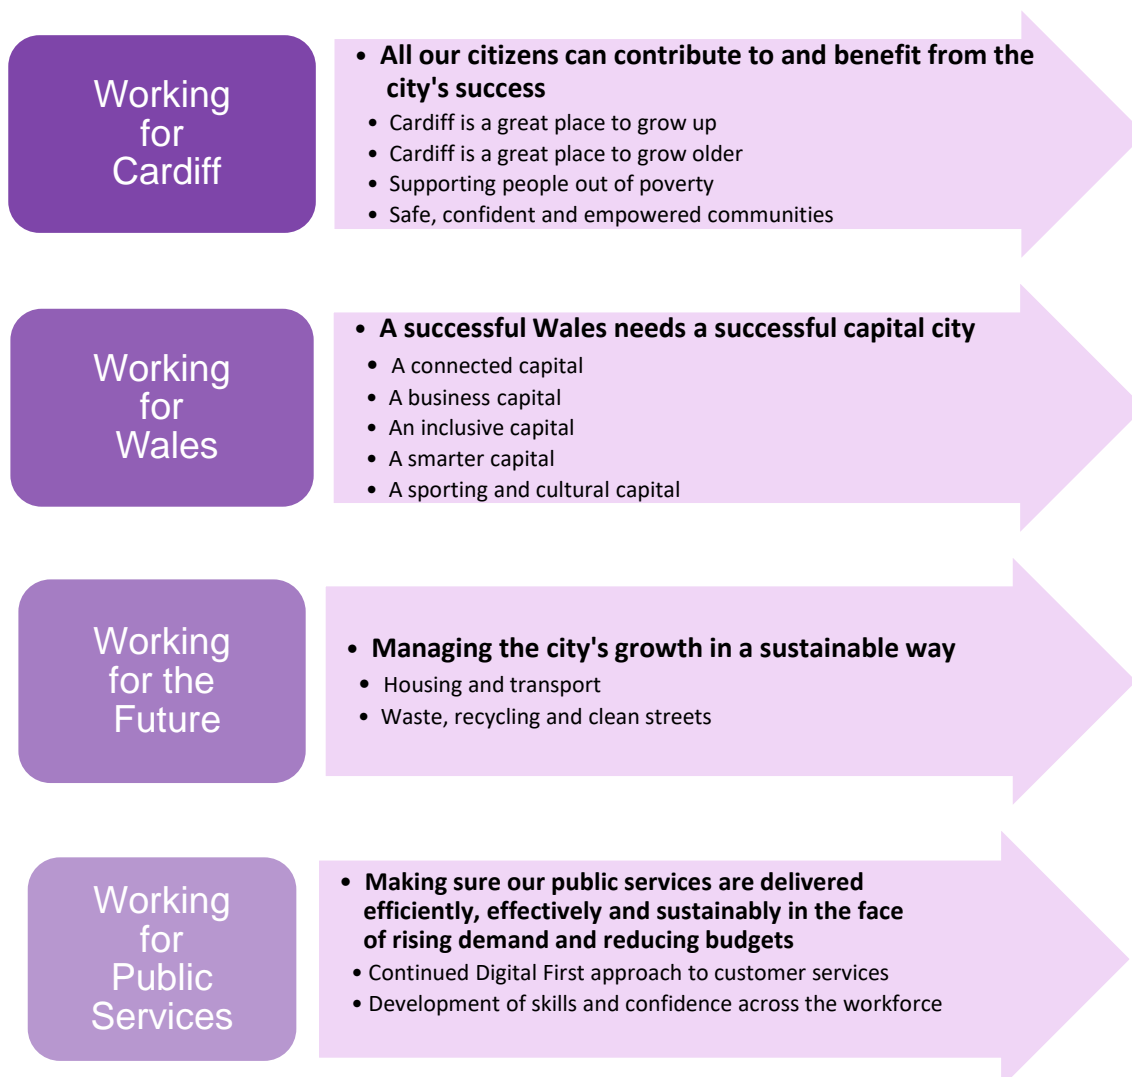 Working
for
Cardiff
• All our citizens can contribute to and benefit from the
city's success
• Cardiff is a great place to grow up
• Cardiff is a great place to grow older
• Supporting people out of poverty
• Safe, confident and empowered communities
Working
for
Wales
• A successful Wales needs a successful capital city
• A connected capital
• A business capital
• An inclusive capital
• A smarter capital
• A sporting and cultural capital
Working
for the
Future
• Managing the city's growth in a sustainable way
• Housing and transport
• Waste, recycling and clean streets
Working
for
Public
Services
• Making sure our public services are delivered
efficiently, effectively and sustainably in the face
of rising demand and reducing budgets
• Continued Digital First approach to customer services
• Development of skills and confidence across the workforce